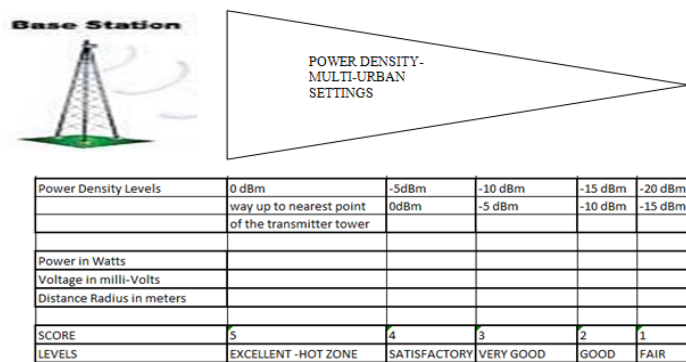 Base Station
POWER DENSITY-
MULTI-URBAN
SETTINGS
Power Density Levels 0 dBm -5dBm -10 dBm -15 dBm -20 dBm
way up to nearest point 0dBm -5 dBm -10 dBm -15 dBm
of the transmitter tower
Power in Watts
Voltage in milli-Volts
Distance Radius in meters
SCORE 5 4 3 2 1
LEVELS EXCELLENT -HOT ZONE SATISFACTORY VERY GOOD GOOD FAIR